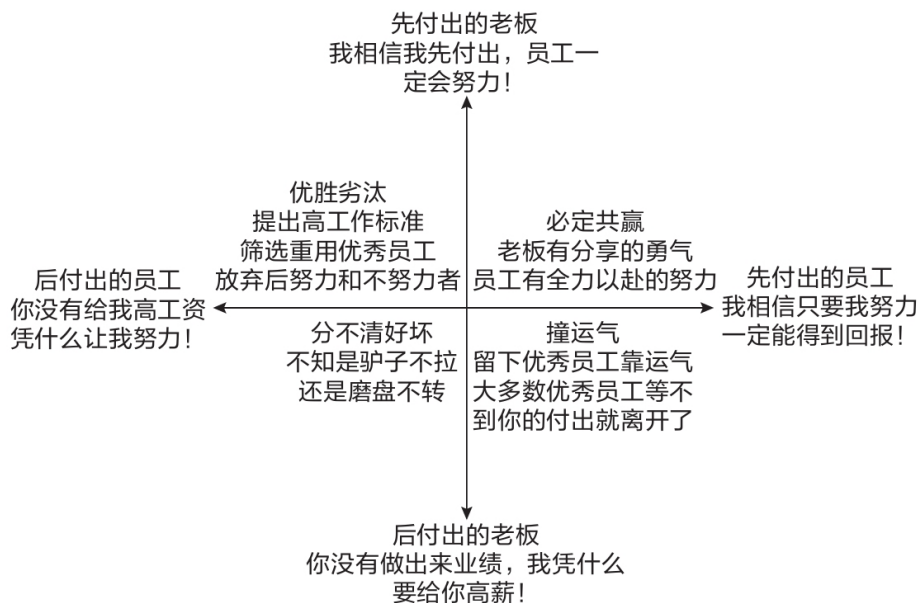 先付出的老板
我相信我先付出，员工一
定会努力！
优胜劣汰
提出高工作标准
筛选重用优秀员工
放弃后努力和不努力者
必定共赢
老板有分享的勇气
员工有全力以赴的努力
后付出的员工
你没有给我高工资
凭什么让我努力！
先付出的员工
我相信只要我努力
一定能得到回报！
分不清好坏
不知是驴子不拉
还是磨盘不转
撞运气
留下优秀员工靠运气
大多数优秀员工等不
到你的付出就离开了
后付出的老板
你没有做出来业绩，我凭什么
要给你高薪！